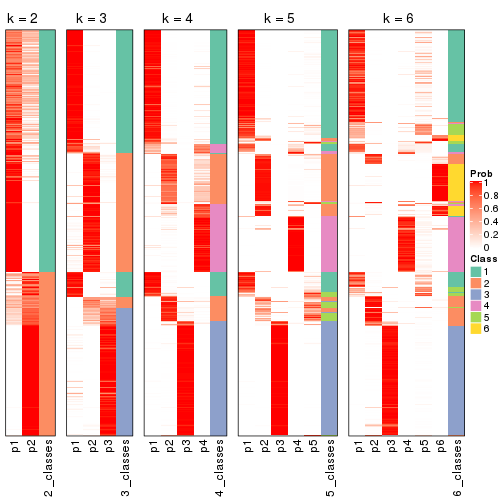 k = 2
k = 3
k = 4
k = 5
k = 6
Prob
1
0.8
0.6
0.4
0.2
0
Class
1
2
3
4
5
6
p1
p2
2_classes
p1
p2
p3
3_classes
p1
p2
p3
p4
4_classes
p1
p2
p3
p4
p5
5_classes
p1
p2
p3
p4
p5
p6
6_classes